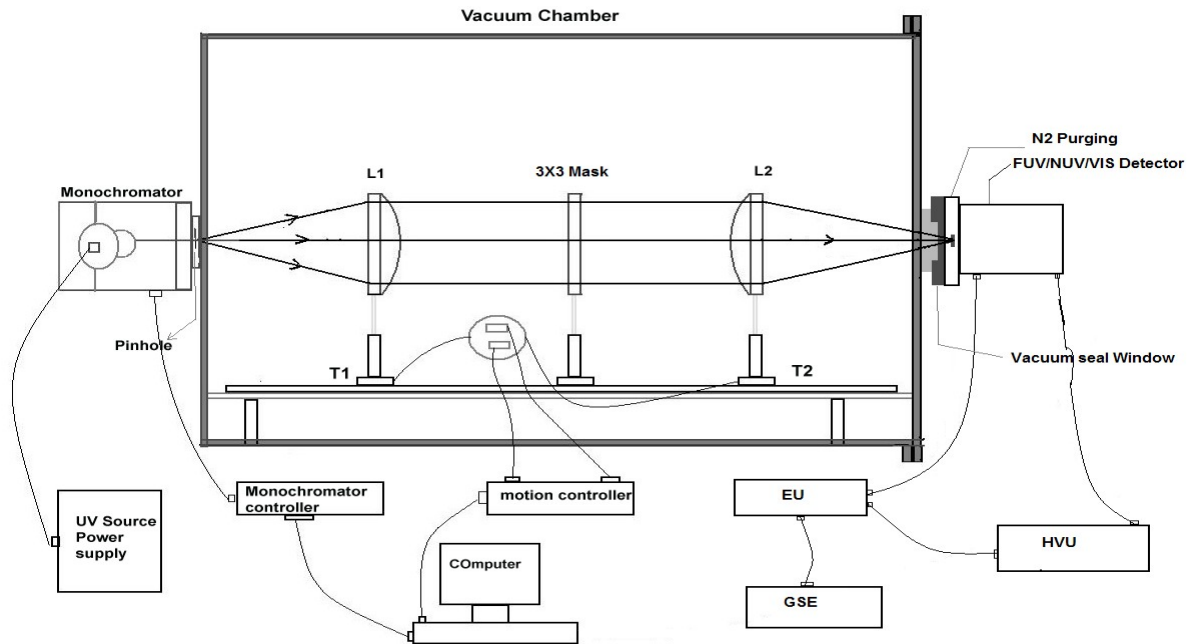 Vacuum Chamber
N2 Purging
FUV/NUV/VIS Detector
Monochromator
L1
3X3 Mask
L2
Pinhole
Vacuum seal Window
T1
T2
UV Source
Power
supply
Monochromator
controller
motion controller
EU
HVU
COmputer
GSE